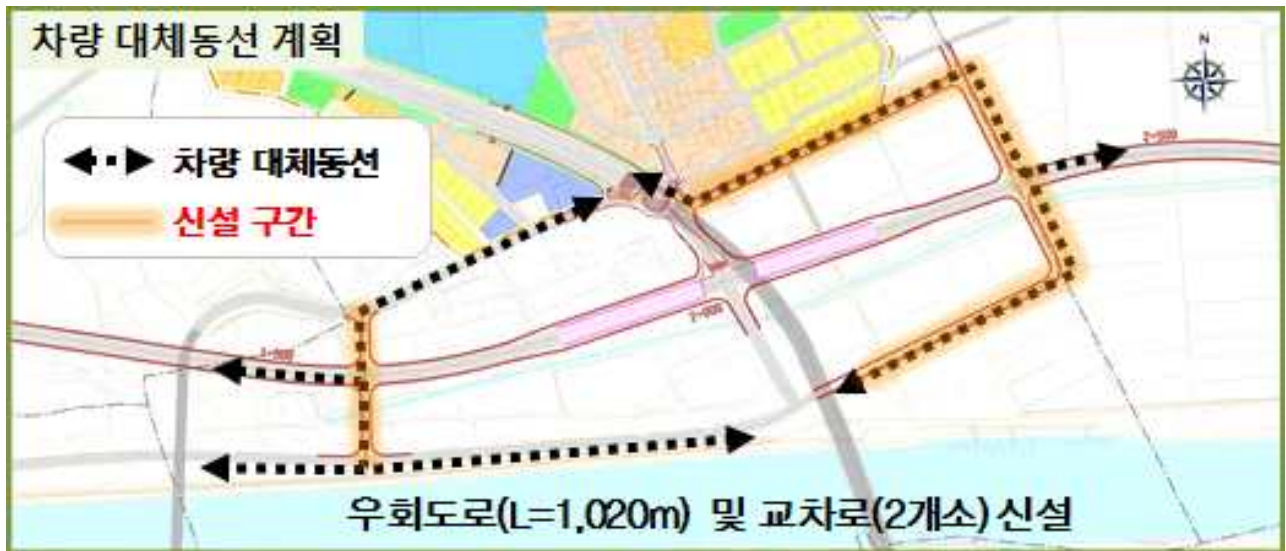 차량 대체동선 계획
N
차량 대체동선
신설 구간
우회도로(L=1,020m) 및 교차로(2개소) 신설